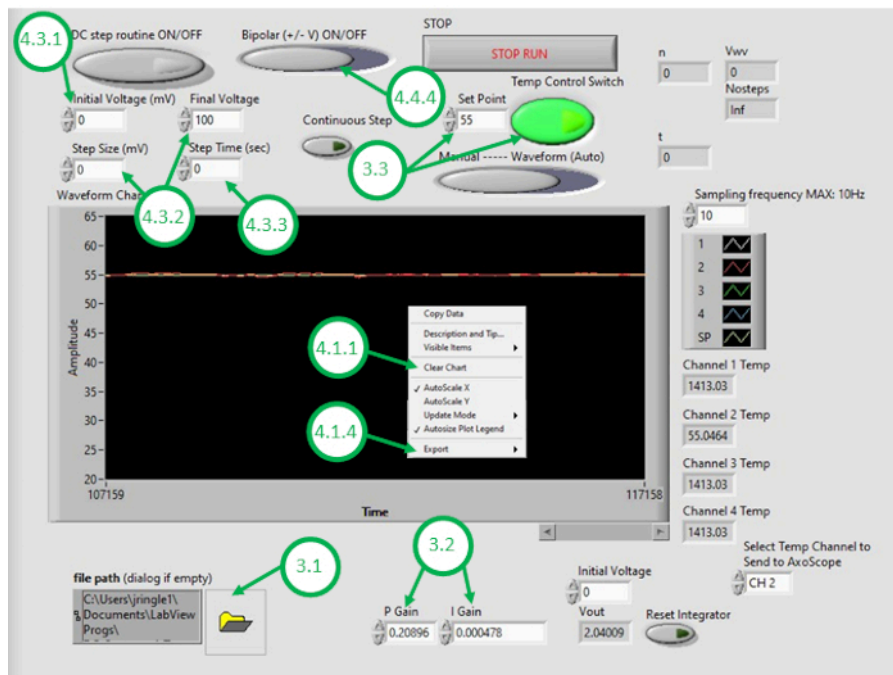 4.3.1
DC step routine ON/OFF
Bipolar (+/- V) ON/OFF
STOP
STOP RUN
n
0
Vwv
0
Nosteps
Inf
4.4.4
Temp Control Switch
Initial Voltage (mV)
0
Final Voltage
100
Continuous Step
Set Point
55
Step Size (mV)
0
Step Time (sec)
0
3.3
Manual ----- Waveform (Auto)
t
0
4.3.2
4.3.3
Waveform Cha
Sampling frequency MAX: 10Hz
10
65
60
55
50
45
40
35
30
25
20
Amplitude
107159
117158
Time
4.1.1
4.1.4
Copy Data
Description and Tip...
Visible Items
Clear Chart
AutoScale X
AutoScale Y
Update Mode
Autosize Plot Legend
Export
1
2
3
4
SP
Channel 1 Temp
1413.03
Channel 2 Temp
55.0464
Channel 3 Temp
1413.03
Channel 4 Temp
1413.03
Select Temp Channel to
Send to AxoScope
CH 2
file path (dialog if empty)
C:\Users\jringle1\
Documents\LabView
Progs\
3.1
3.2
P Gain
0.20896
I Gain
0.000478
Initial Voltage
0
Vout
2.04009
Reset Integrator